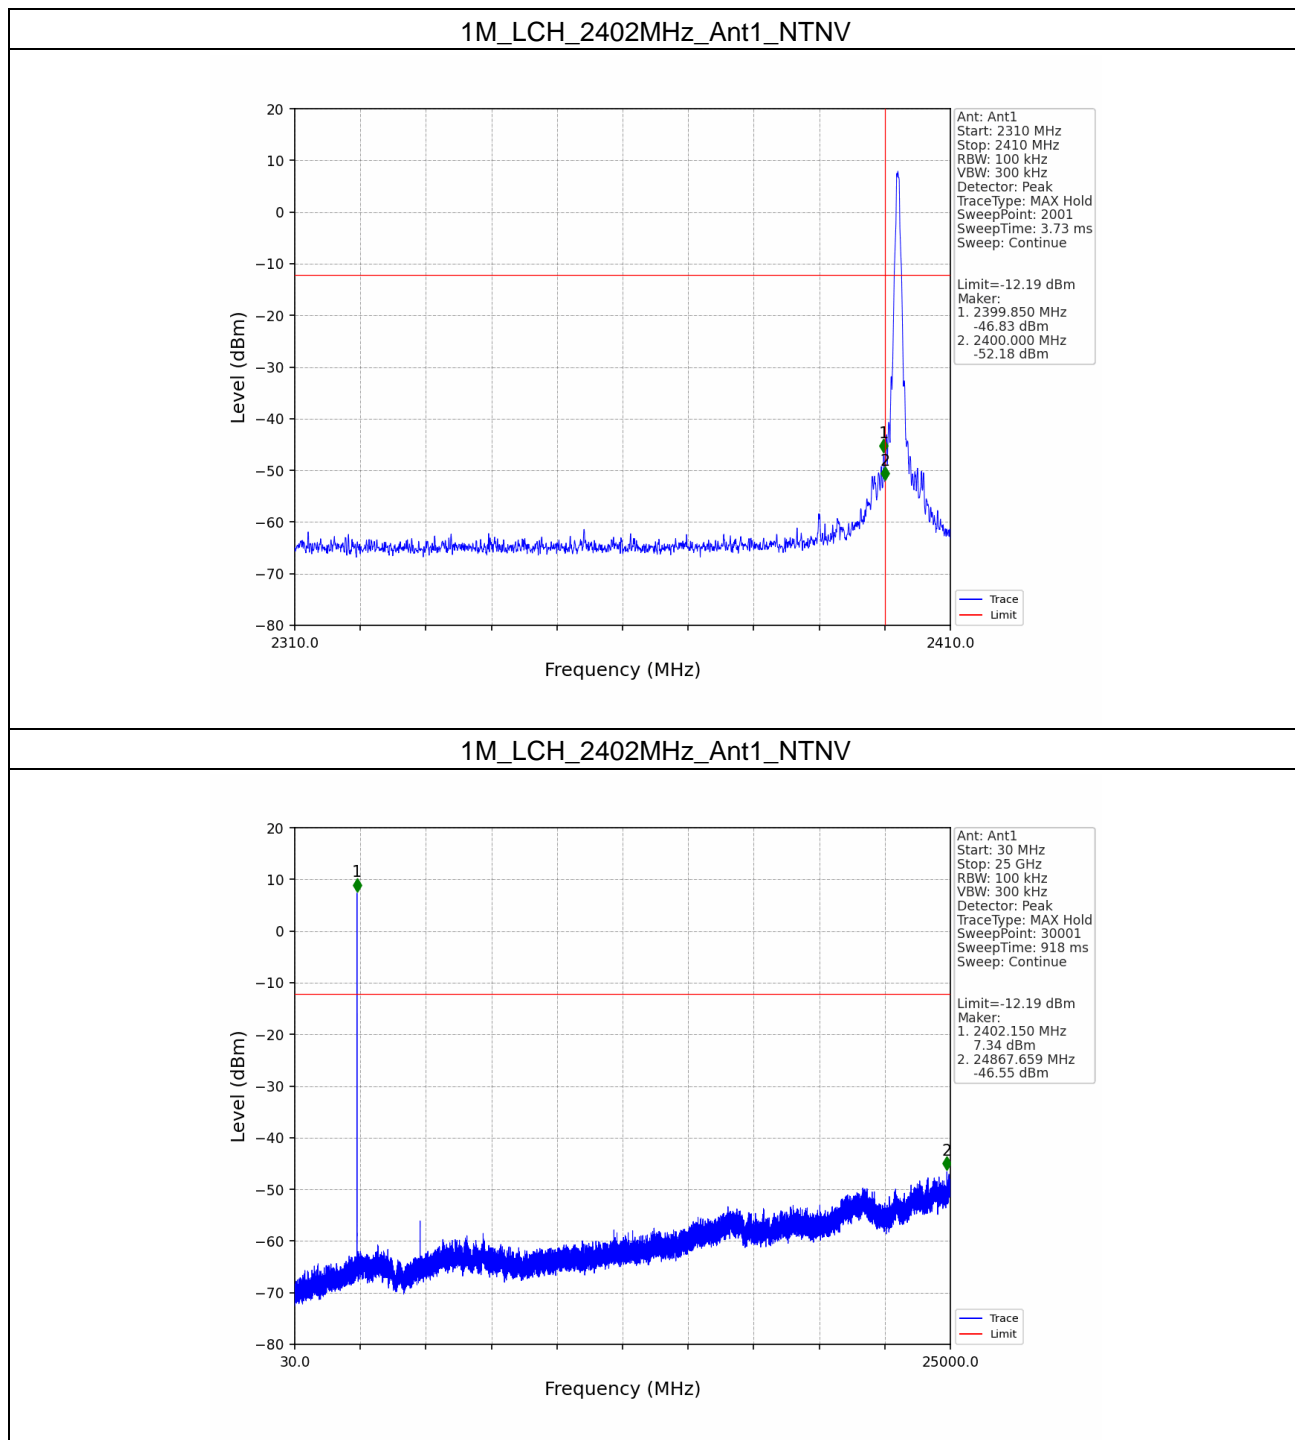 1M_LCH_2402MHz_Ant1_NTNV
20
10
0
−10
−20
−30
−40
−50
−60
−70
−80
Level (dBm)
1
2
2310.0
2410.0
Frequency (MHz)
Ant: Ant1
Start: 2310 MHz
Stop: 2410 MHz
RBW: 100 kHz
VBW: 300 kHz
Detector: Peak
TraceType: MAX Hold
SweepPoint: 2001
SweepTime: 3.73 ms
Sweep: Continue
Limit=-12.19 dBm
Maker:
1. 2399.850 MHz
-46.83 dBm
2. 2400.000 MHz
-52.18 dBm
Trace
Limit
1M_LCH_2402MHz_Ant1_NTNV
20
10
0
−10
−20
−30
−40
−50
−60
−70
−80
Level (dBm)
1
2
30.0
25000.0
Frequency (MHz)
Ant: Ant1
Start: 30 MHz
Stop: 25 GHz
RBW: 100 kHz
VBW: 300 kHz
Detector: Peak
TraceType: MAX Hold
SweepPoint: 30001
SweepTime: 918 ms
Sweep: Continue
Limit=-12.19 dBm
Maker:
1. 2402.150 MHz
7.34 dBm
2. 24867.659 MHz
-46.55 dBm
Trace
Limit